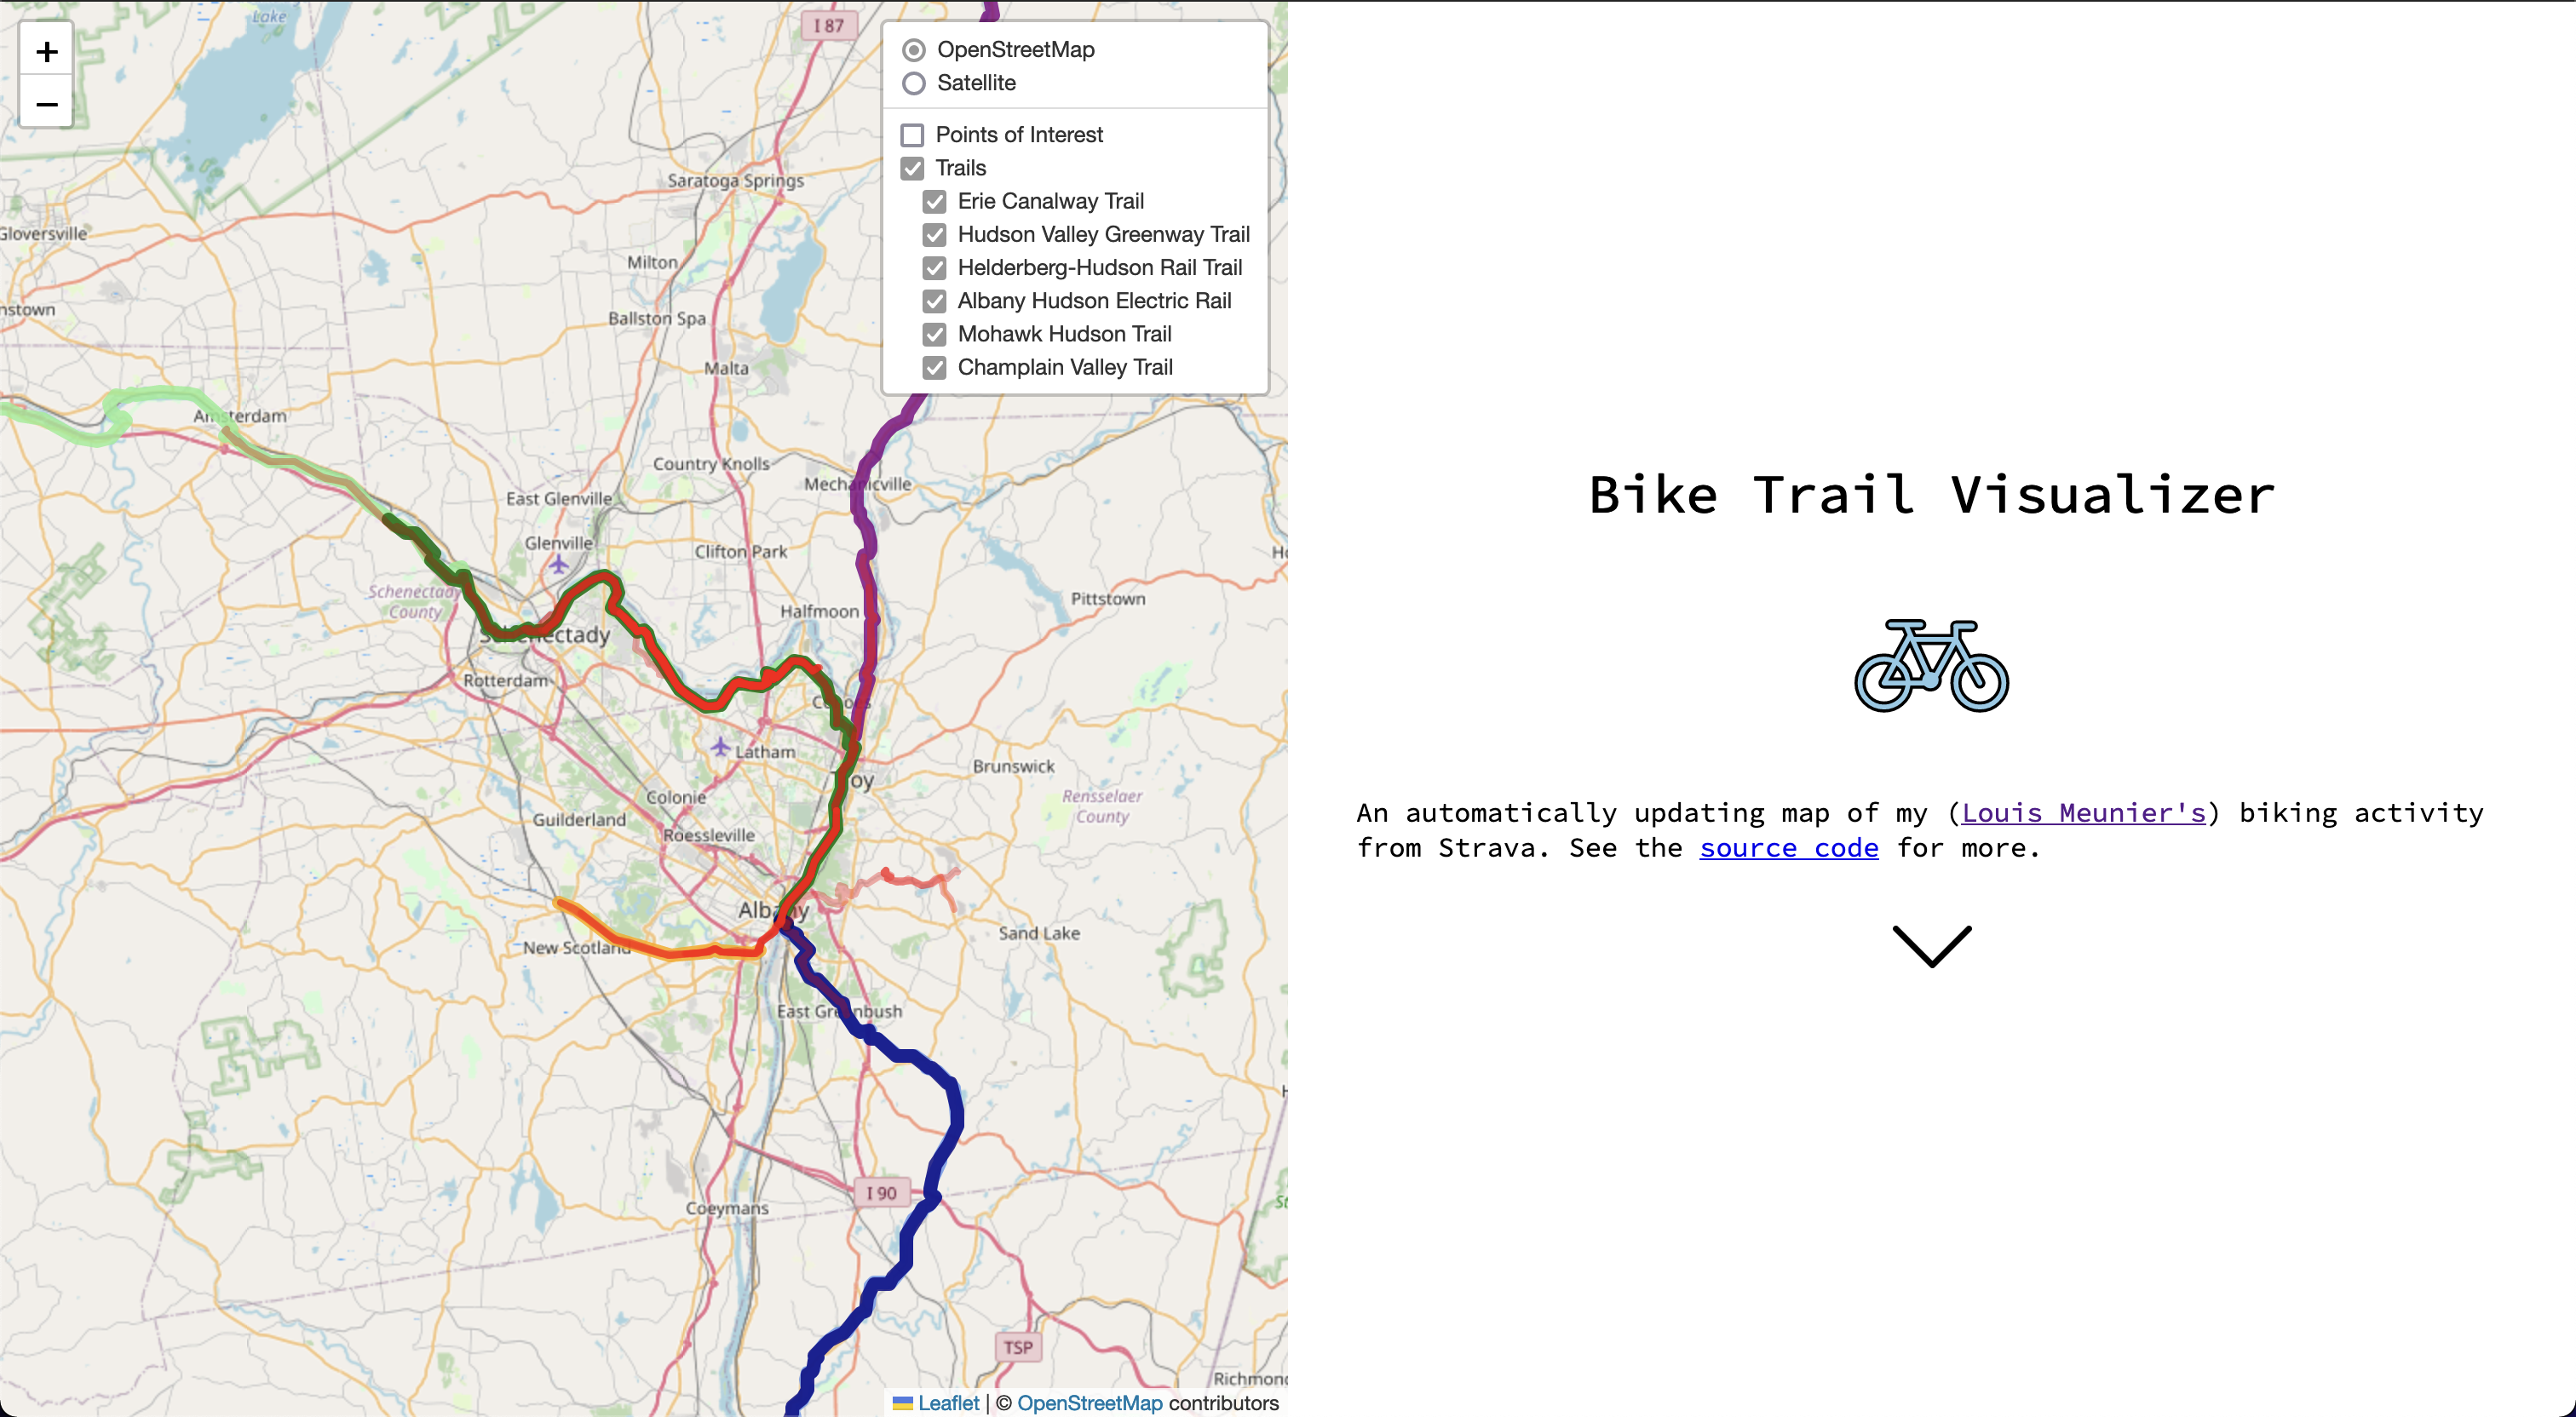 Lake
I 87
+
−
OpenStreetMap
Satellite
Points of Interest
Trails
Erie Canalway Trail
Hudson Valley Greenway Trail
Helderberg-Hudson Rail Trail
Albany Hudson Electric Rail
Mohawk Hudson Trail
Champlain Valley Trail
Saratoga Springs
Gloversville
Milton
nstown
Ballston Spa
Malta
Amsterdam
Country Knolls
Mechanicville
East Glenville
Glenville
Clifton Park
Schenectady
County
Halfmoon
Pittstown
Schenectady
Rotterdam
Cohoes
Latham
oy
Brunswick
Colonie
Rensselaer
County
Guilderland
Roessleville
Albany
New Scotland
Sand Lake
East Greenbush
I 90
Coeymans
TSP
Richmon
Leaflet | © OpenStreetMap contributors
Bike Trail Visualizer
An automatically updating map of my (Louis Meunier's) biking activity
from Strava. See the source code for more.